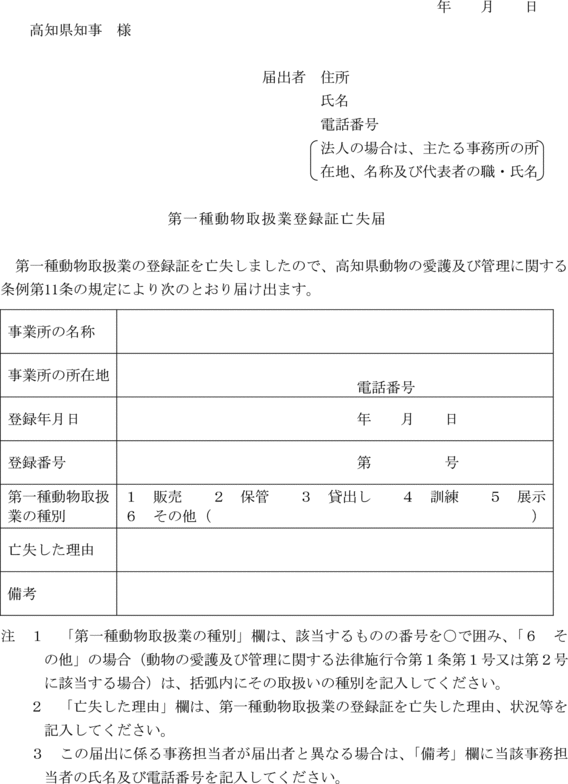 年　　月　　日
高知県知事　様
届出者　住所
氏名
電話番号
法人の場合は、主たる事務所の所
在地、名称及び代表者の職・氏名
第一種動物取扱業登録証亡失届
第一種動物取扱業の登録証を亡失しましたので、高知県動物の愛護及び管理に関する
条例第11条の規定により次のとおり届け出ます。
事業所の名称
事業所の所在地
電話番号
登録年月日　年　　月　　日
登録番号　第　　　　　号
第一種動物取扱
業の種別
１　販売　　２　保管　　３　貸出し　　４　訓練　　５　展示
６　その他（　　　　　　　　　　　　　　　　　　　　　　）
亡失した理由
備考
注　１　「第一種動物取扱業の種別」欄は、該当するものの番号を○で囲み、「６　そ
の他」の場合（動物の愛護及び管理に関する法律施行令第１条第１号又は第２号
に該当する場合）は、括弧内にその取扱いの種別を記入してください。
２　「亡失した理由」欄は、第一種動物取扱業の登録証を亡失した理由、状況等を
記入してください。
３　この届出に係る事務担当者が届出者と異なる場合は、「備考」欄に当該事務担
当者の氏名及び電話番号を記入してください。